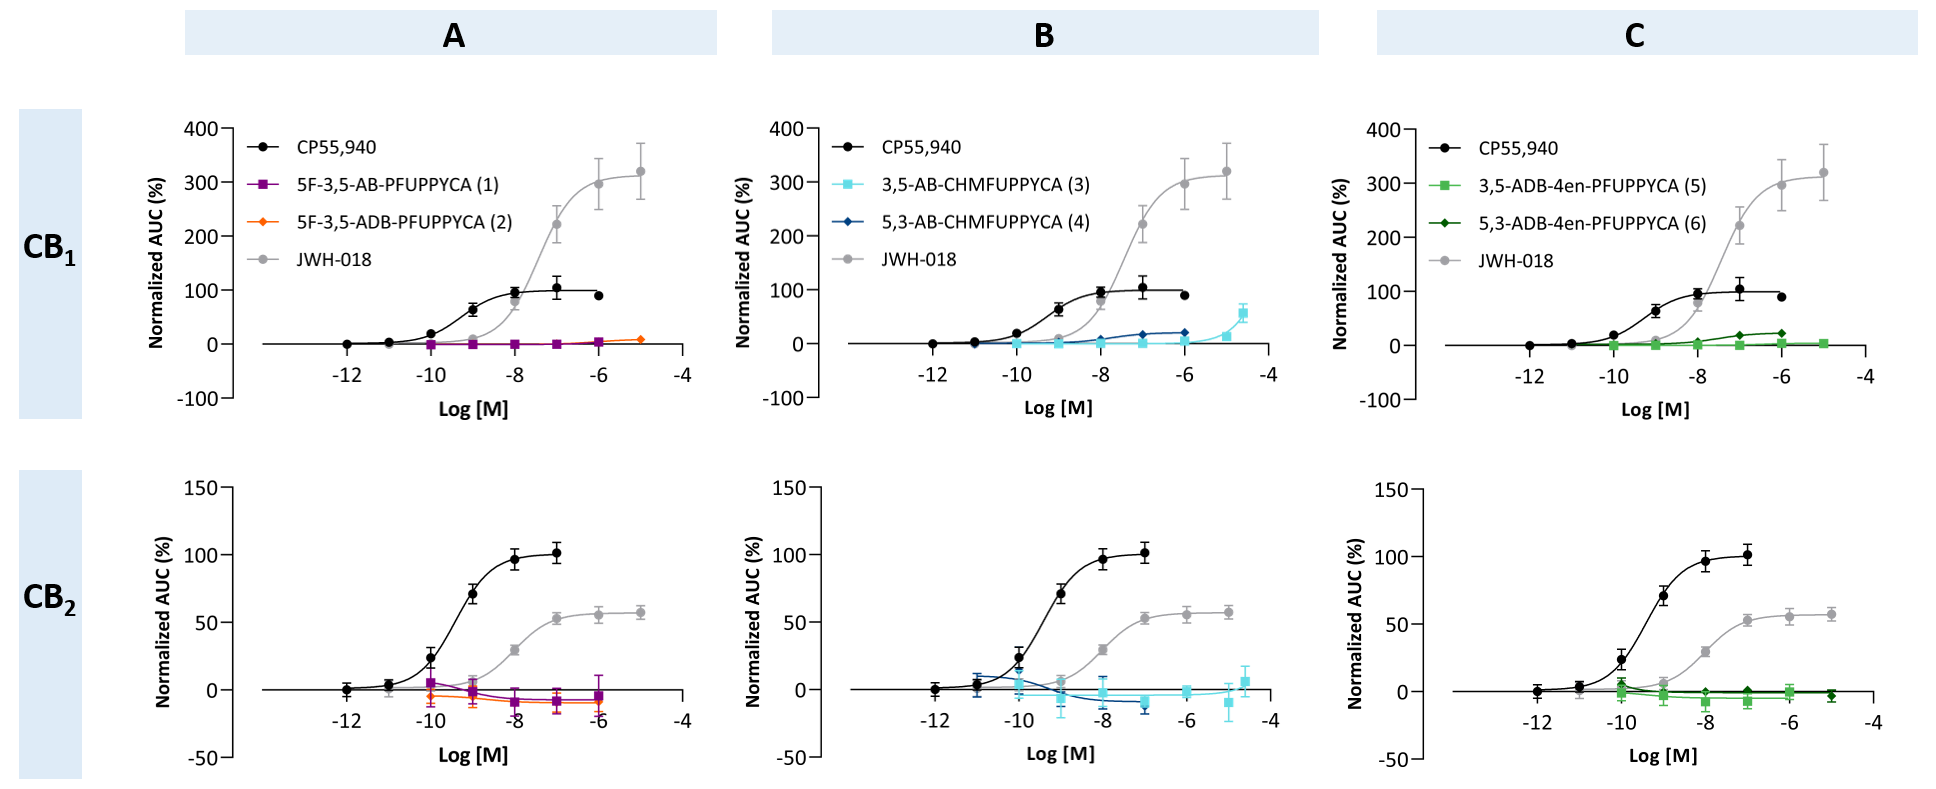 A
B
C
CB1
Normalized AUC (%)
400
300
200
100
0
-100
CP55,940
5F-3,5-AB-PFUPPYCA (1)
5F-3,5-ADB-PFUPPYCA (2)
JWH-018
-12
-10
-8
-6
-4
Log [M]
Normalized AUC (%)
400
300
200
100
0
-100
CP55,940
3,5-AB-CHMFUPPYCA (3)
5,3-AB-CHMFUPPYCA (4)
JWH-018
-12
-10
-8
-6
-4
Log [M]
Normalized AUC (%)
400
300
200
100
0
-100
CP55,940
3,5-ADB-4en-PFUPPYCA (5)
5,3-ADB-4en-PFUPPYCA (6)
JWH-018
-12
-10
-8
-6
-4
Log [M]
CB2
Normalized AUC (%)
150
100
50
0
-50
-12
-10
-8
-6
-4
Log [M]
Normalized AUC (%)
150
100
50
0
-50
-12
-10
-8
-6
-4
Log [M]
Normalized AUC (%)
150
100
50
0
-50
-12
-10
-8
-6
-4
Log [M]